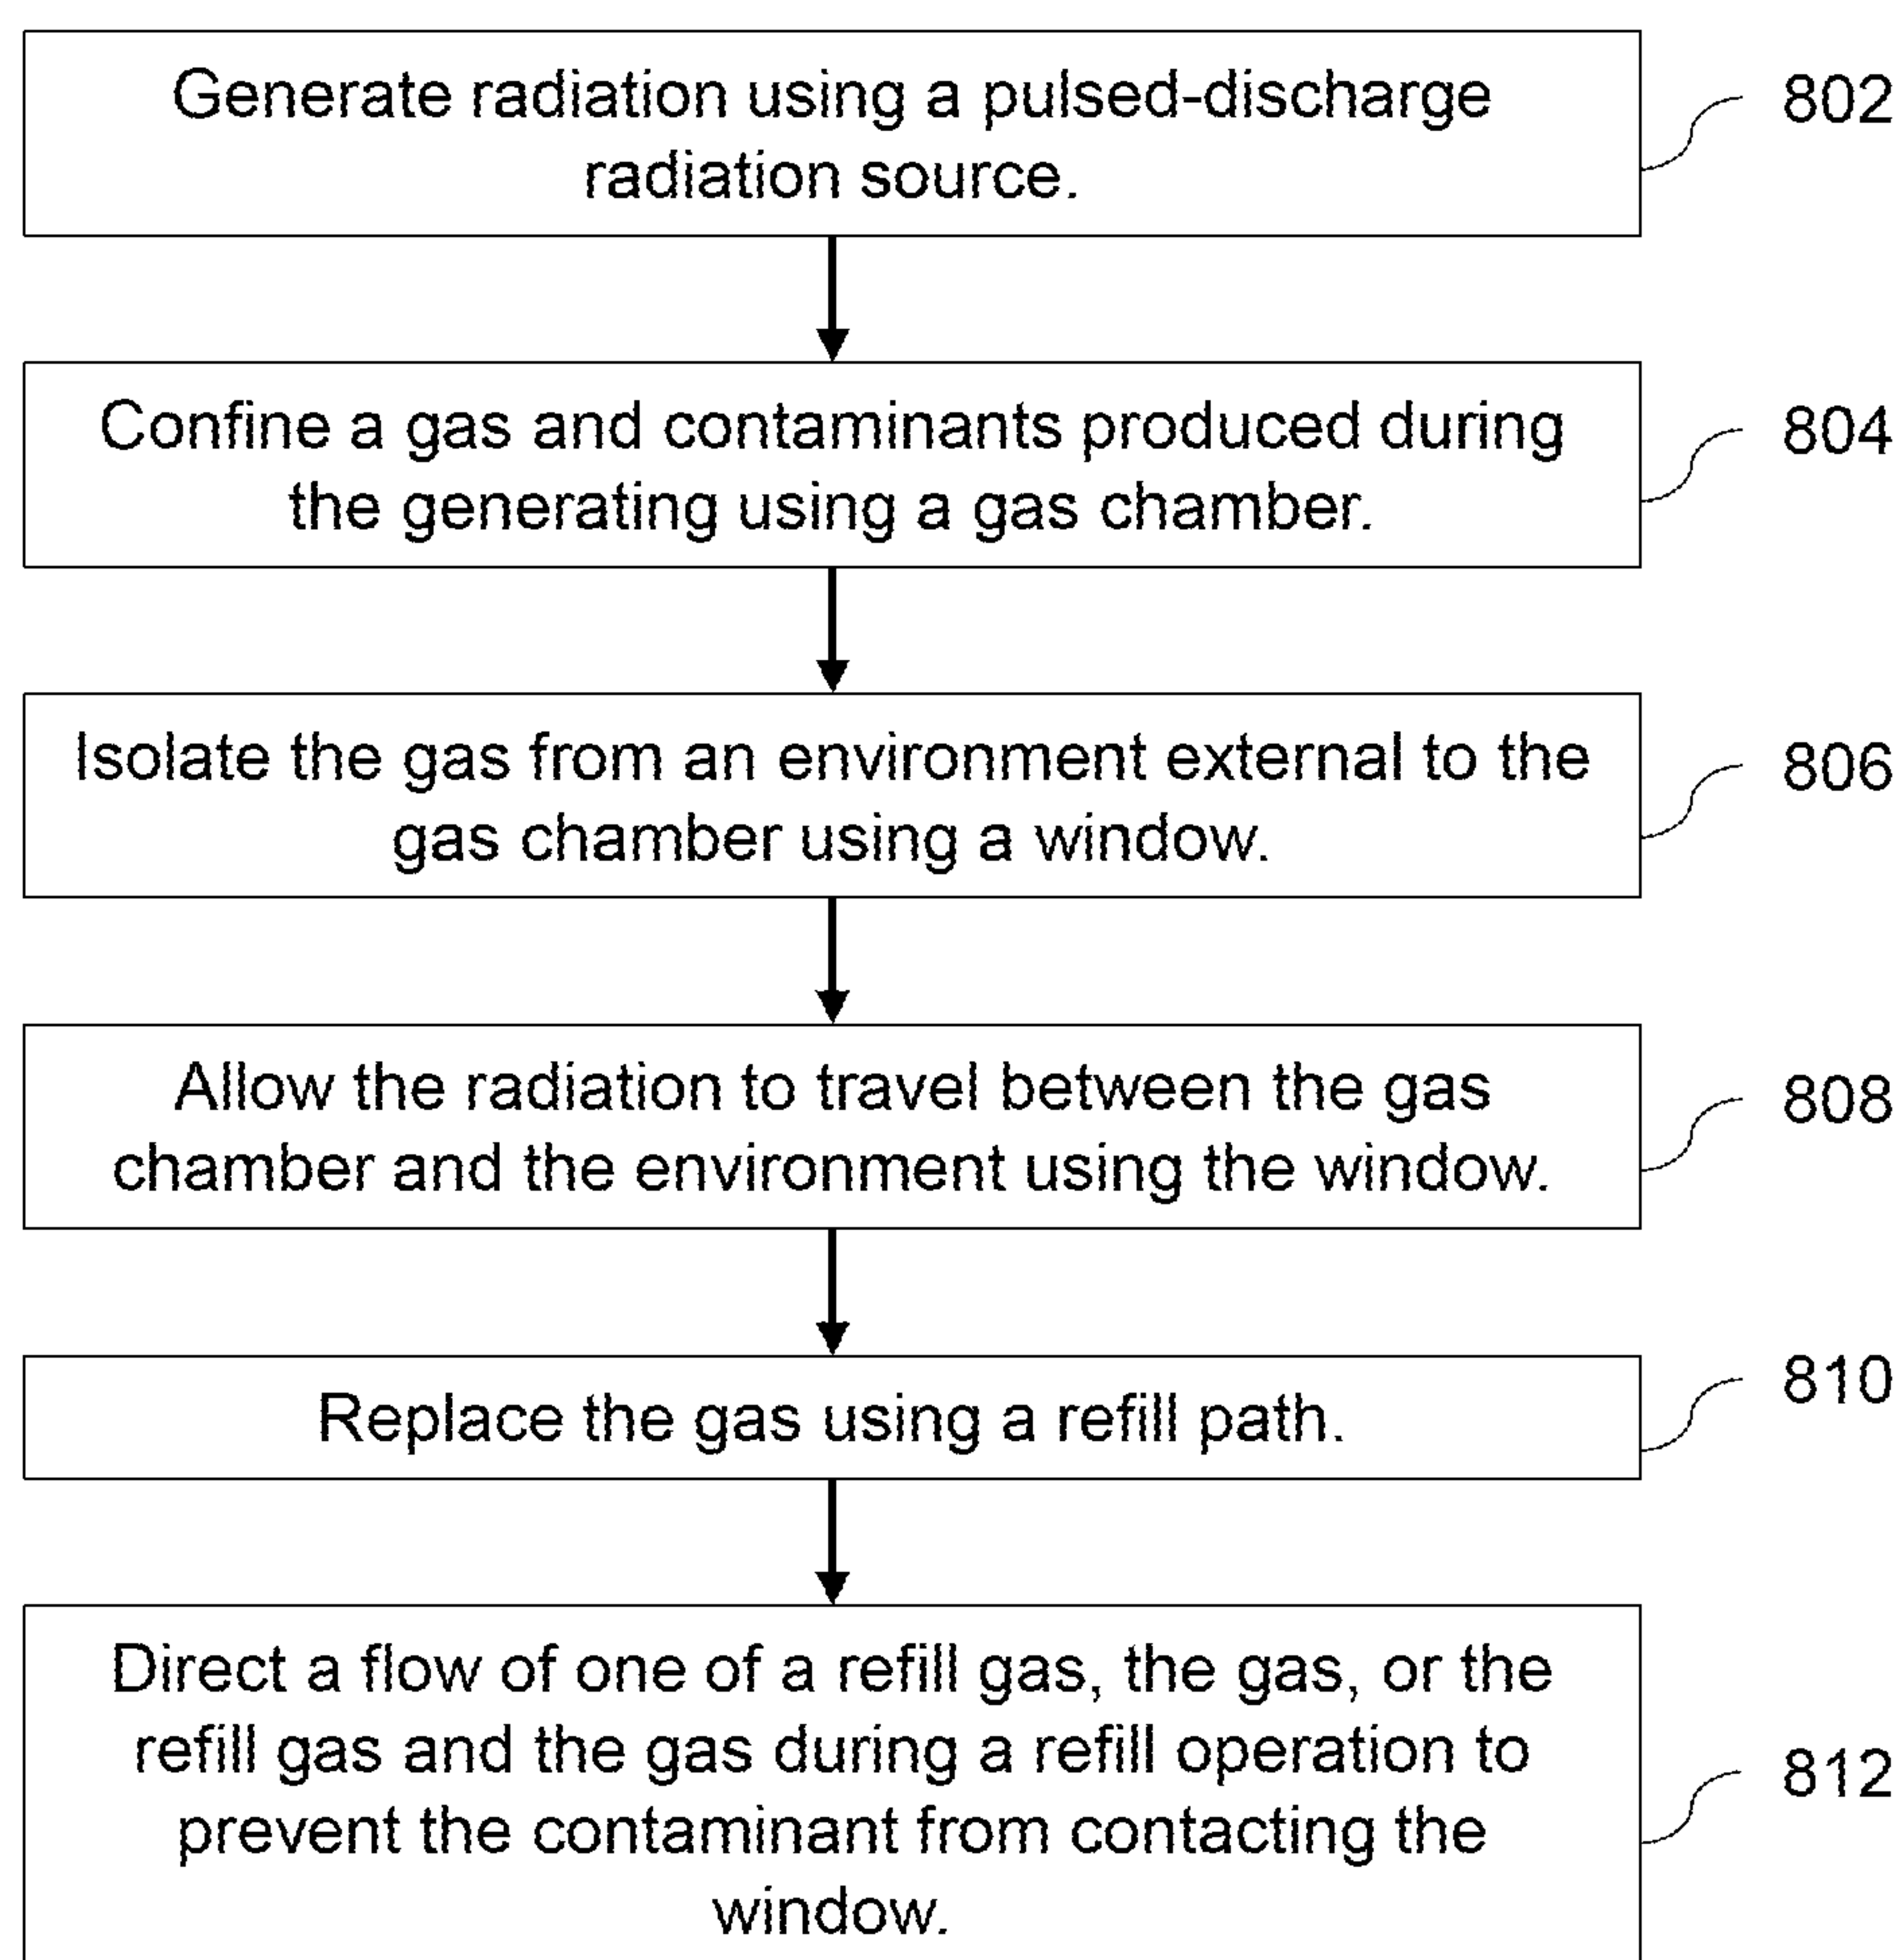 Generate radiation using a pulsed-discharge
radiation source.
802
Confine a gas and contaminants produced during
the generating using a gas chamber.
804
Isolate the gas from an environment external to the
gas chamber using a window.
806
Allow the radiation to travel between the gas
chamber and the environment using the window.
808
Replace the gas using a refill path.
810
Direct a flow of one of a refill gas, the gas, or the
refill gas and the gas during a refill operation to
prevent the contaminant from contacting the
window.
812